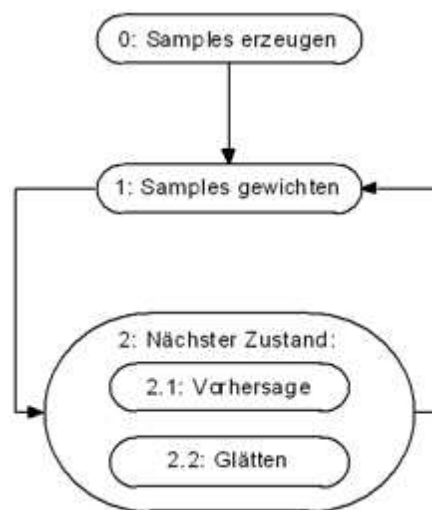 0: Samples erzeugen
1: Samples gewichten
2: Nächster Zustand:
2.1: Vorhersage
2.2: Glätten